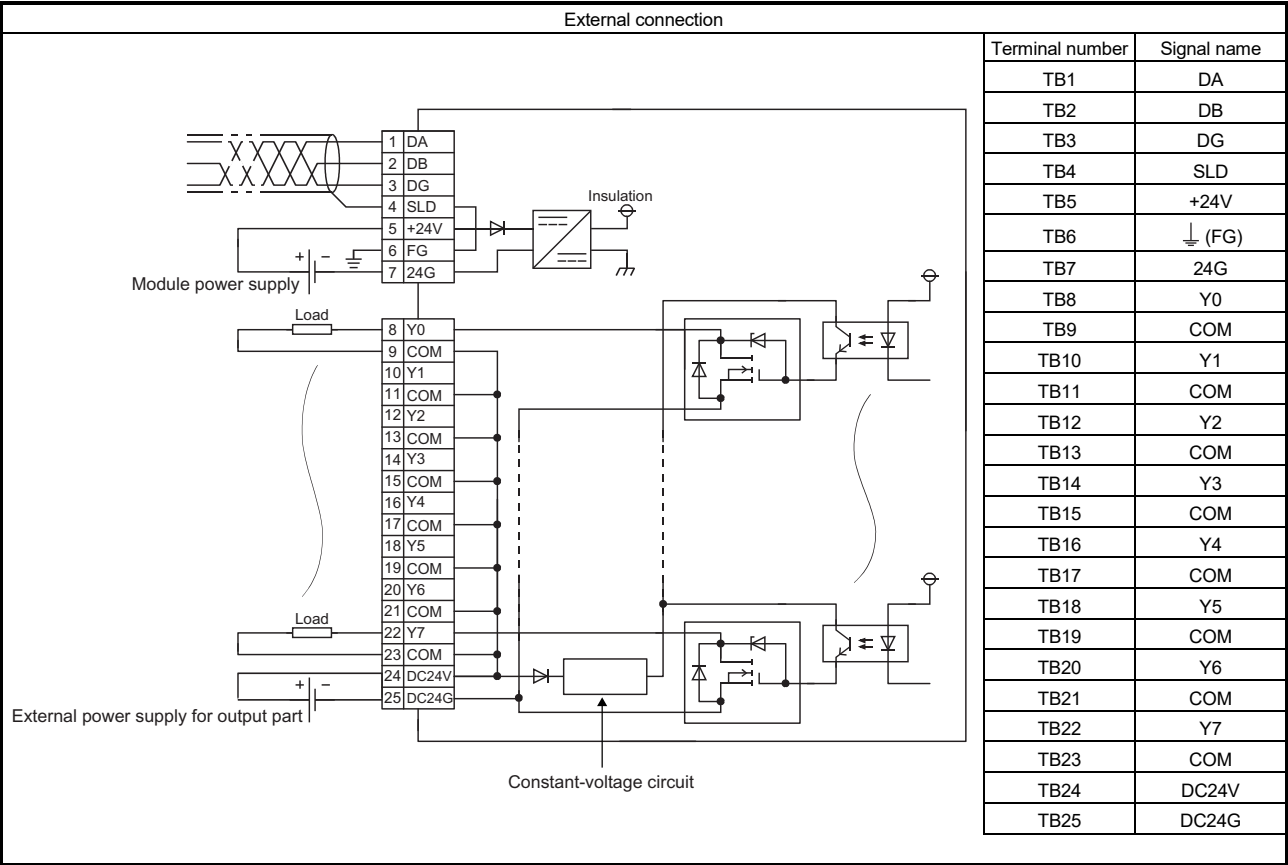 External connection
1 DA
2 DB
3 DG
4 SLD
5 +24V
6 FG
7 24G
Insulation
+ −
Module power supply
Load
8 Y0
9 COM
10 Y1
11 COM
12 Y2
13 COM
14 Y3
15 COM
16 Y4
17 COM
18 Y5
19 COM
20 Y6
21 COM
Load
22 Y7
23 COM
24 DC24V
25 DC24G
+ −
External power supply for output part
Constant-voltage circuit
Terminal number Signal name
TB1 DA
TB2 DB
TB3 DG
TB4 SLD
TB5 +24V
TB6 (FG)
TB7 24G
TB8 Y0
TB9 COM
TB10 Y1
TB11 COM
TB12 Y2
TB13 COM
TB14 Y3
TB15 COM
TB16 Y4
TB17 COM
TB18 Y5
TB19 COM
TB20 Y6
TB21 COM
TB22 Y7
TB23 COM
TB24 DC24V
TB25 DC24G